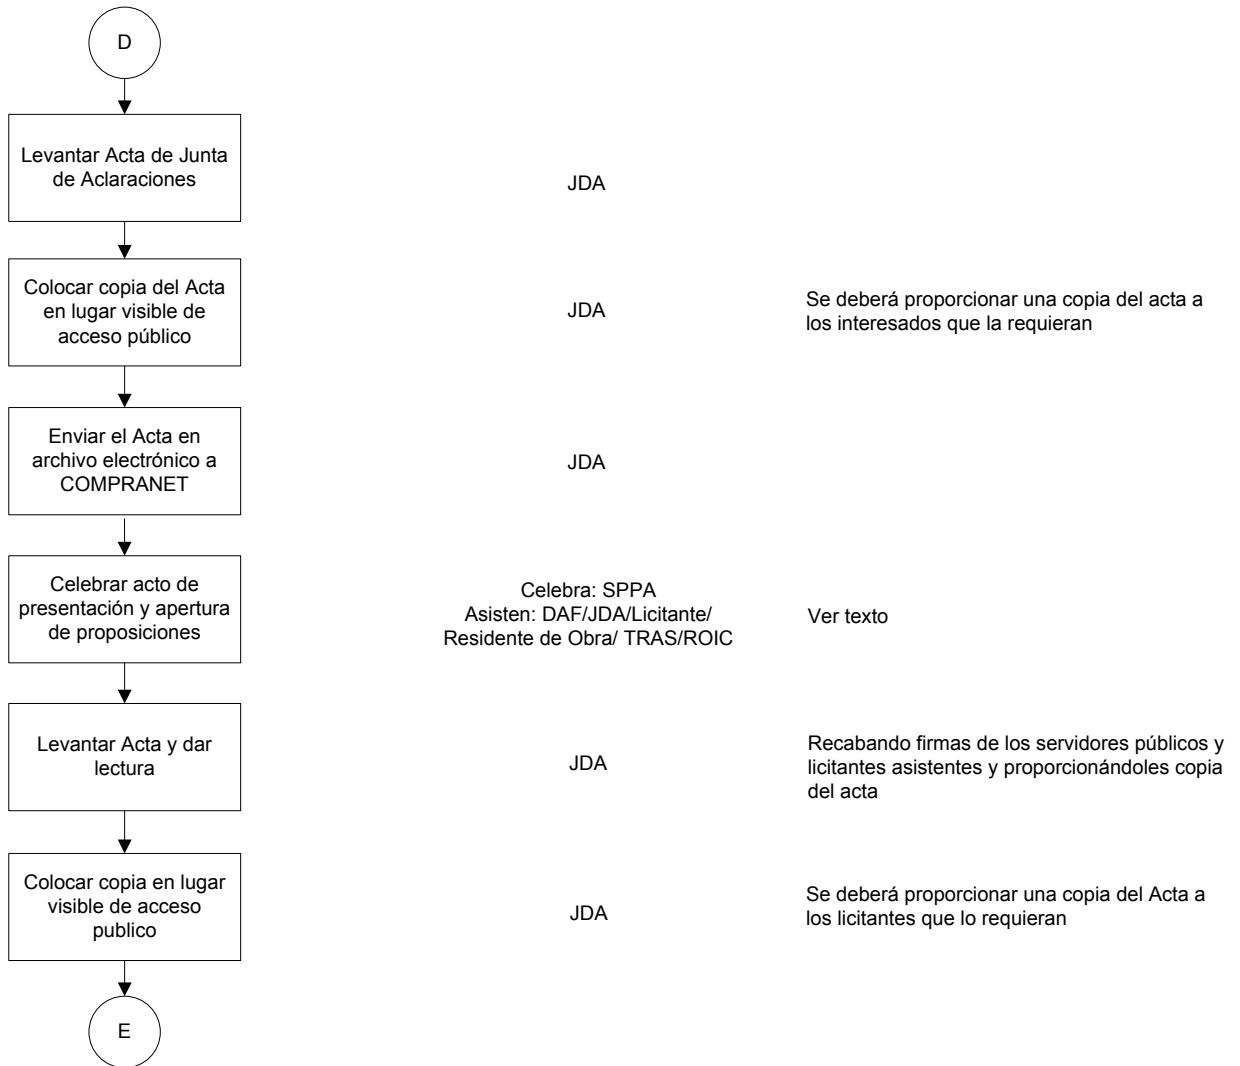 D
Levantar Acta de Junta
de Aclaraciones
JDA
Colocar copia del Acta
en lugar visible de
acceso público
JDA
Se deberá proporcionar una copia del acta a
los interesados que la requieran
Enviar el Acta en
archivo electrónico a
COMPRANET
JDA
Celebrar acto de
presentación y apertura
de proposiciones
Celebra: SPPA
Asisten: DAF/JDA/Licitante/
Residente de Obra/ TRAS/ROIC
Ver texto
Levantar Acta y dar
lectura
JDA
Recabando firmas de los servidores públicos y
licitantes asistentes y proporcionándoles copia
del acta
Colocar copia en lugar
visible de acceso
publico
JDA
Se deberá proporcionar una copia del Acta a
los licitantes que lo requieran
E